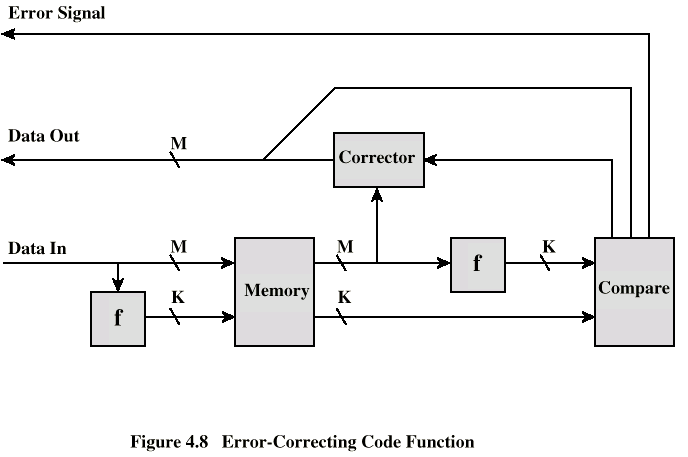 Error Signal
Data Out
M
Corrector
Data In
M
M
K
f
Memory
Compare
K
K
f
Figure 4.8 Error-Correcting Code Function